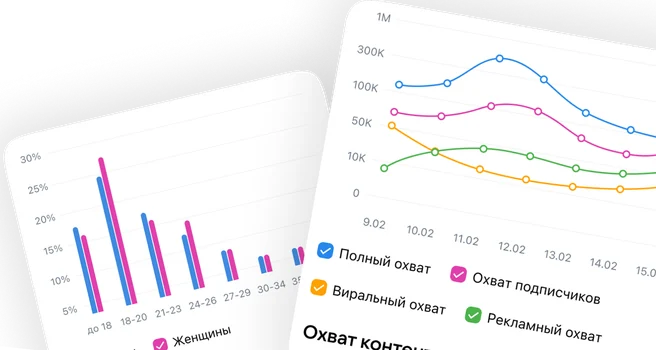 30%
25%
20%
15%
10%
5%
до 18 18-20 21-23 24-26 27-29 30-34
Женщины
1M
300K
100K
50K
10K
0
9.02 10.02 11.02 12.02 13.02 14.02
Полный охват Охват подписчиков
Виральный охват Рекламный охват
Охват